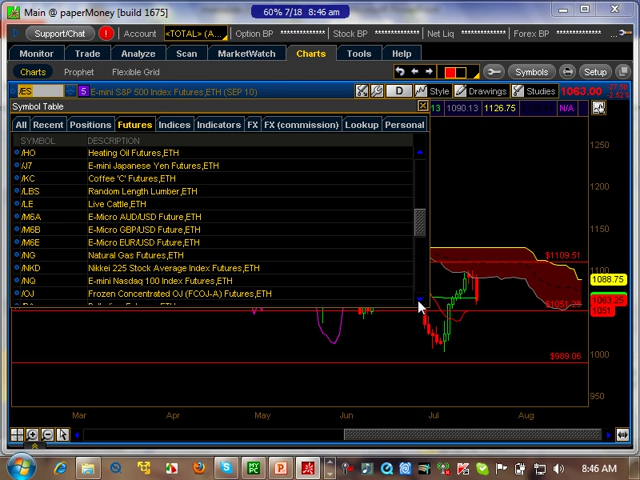 Main @ paperMoney [build 1675]
60% 7/18 8:46 am
Support/Chat ! Account <TOTAL> (A... Option BP ************** Stock BP ************** Net Liq ************** Forex BP **************
Monitor Trade Analyze Scan MarketWatch Charts Tools Help
Charts Prophet Flexible Grid Symbols Setup
/ES 5 E-mini S&P 500 Index Futures,ETH (SEP 10) D Style Drawings Studies 1063.00
Symbol Table
13 1090.13 1126.75 N/A
All Recent Positions Futures Indices Indicators FX FX (commission) Lookup Personal
SYMBOL DESCRIPTION
/HO Heating Oil Futures,ETH
/J7 E-mini Japanese Yen Futures,ETH
/KC Coffee 'C' Futures,ETH
/LBS Random Length Lumber,ETH
/LE Live Cattle,ETH
/M6A E-Micro AUD/USD Future,ETH
/M6B E-Micro GBP/USD Future,ETH
/M6E E-Micro EUR/USD Future,ETH
/NG Natural Gas Futures,ETH
/NKD Nikkei 225 Stock Average Index Futures,ETH
/NQ E-mini Nasdaq 100 Index Futures,ETH
/OJ Frozen Concentrated OJ (FCOJ-A) Futures,ETH
1250
1200
1150
$1109.51
1100
1088.75
1063.25
$1051.25
1051
1000
$989.06
950
Mar Apr May Jun Jul Aug
8:46 AM